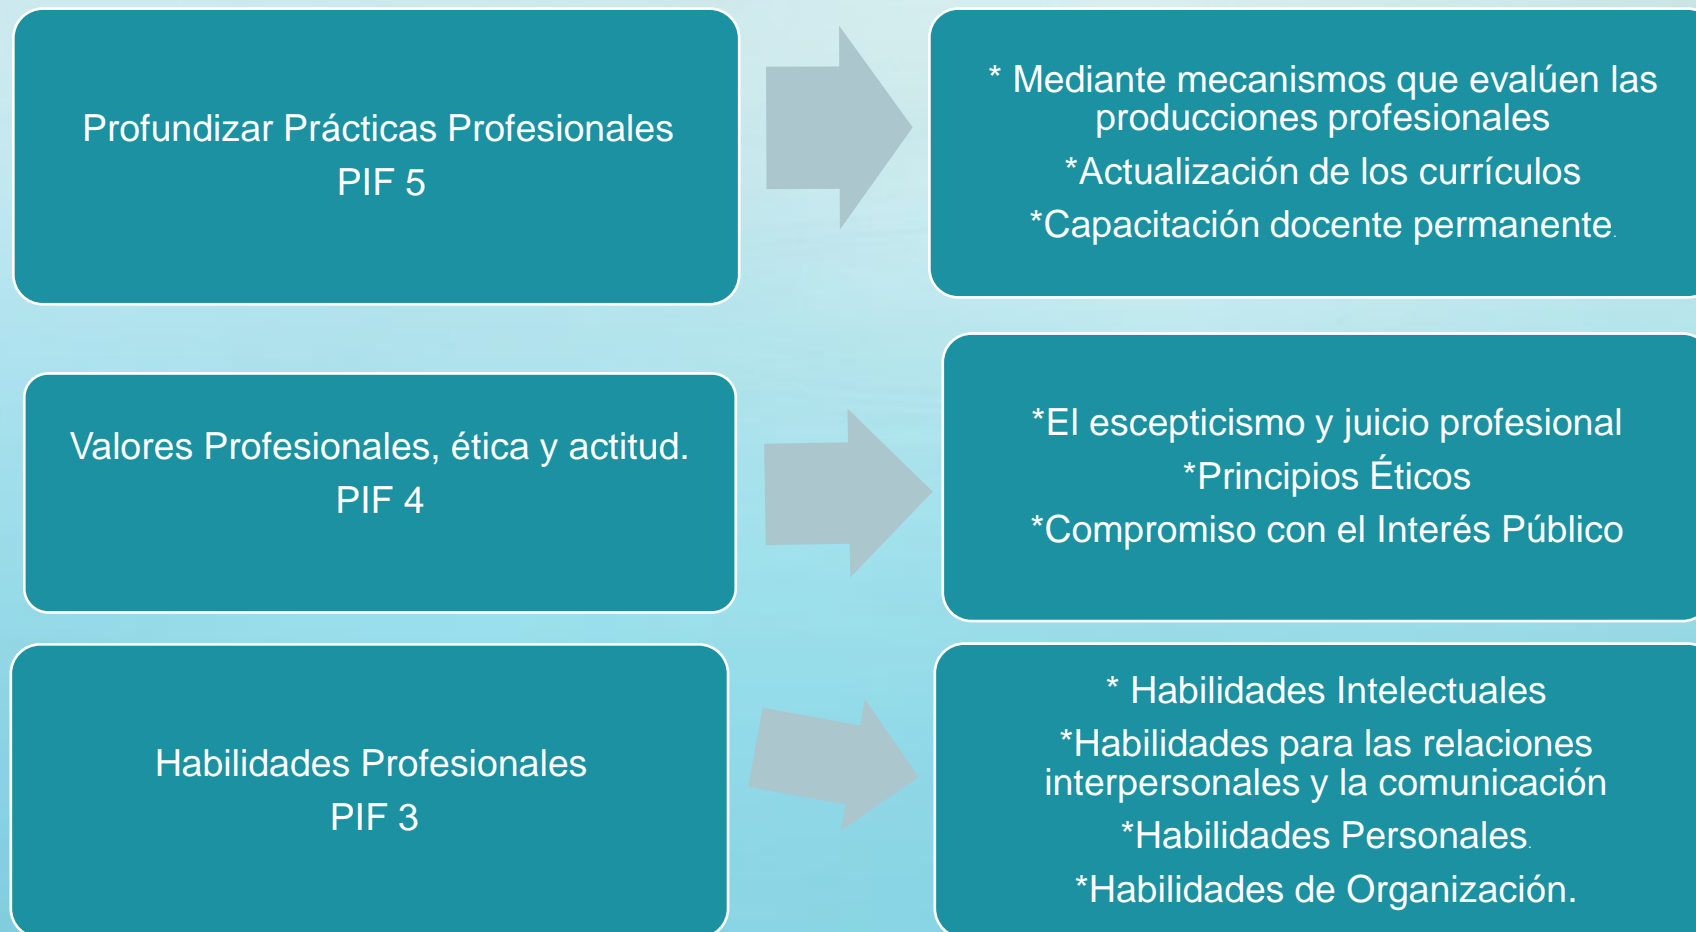 Profundizar Prácticas Profesionales
PIF 5
* Mediante mecanismos que evalúen las
producciones profesionales
*Actualización de los currículos
*Capacitación docente permanente.
Valores Profesionales, ética y actitud.
PIF 4
*El escepticismo y juicio profesional
*Principios Éticos
*Compromiso con el Interés Público
Habilidades Profesionales
PIF 3
* Habilidades Intelectuales
*Habilidades para las relaciones
interpersonales y la comunicación
*Habilidades Personales.
*Habilidades de Organización.